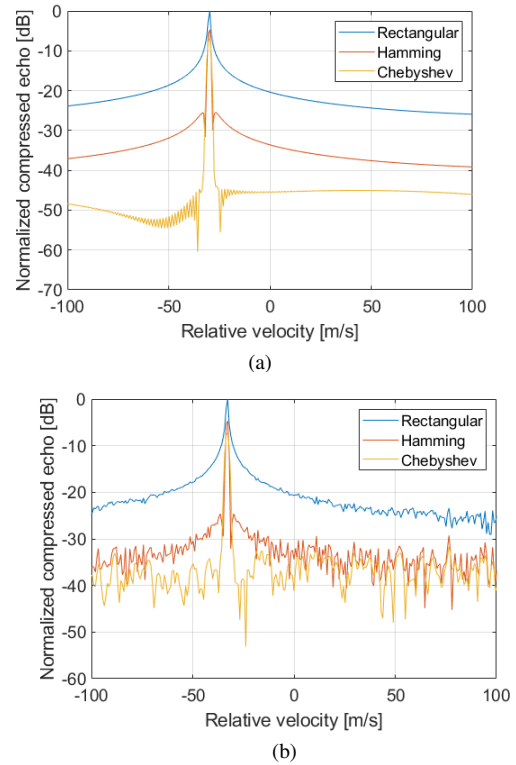 0
-10
-20
-30
-40
-50
-60
-70
Normalized compressed echo [dB]
Rectangular
Hamming
Chebyshev
-100 -50 0 50 100
Relative velocity [m/s]
(a)
0
-10
-20
-30
-40
-50
-60
Normalized compressed echo [dB]
Rectangular
Hamming
Chebyshev
-100 -50 0 50 100
Relative velocity [m/s]
(b)